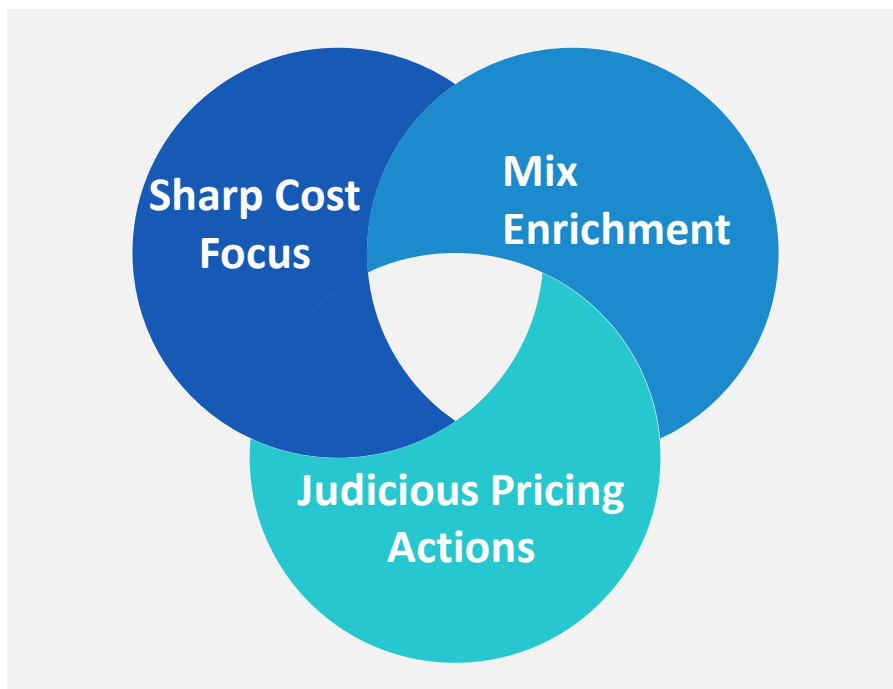 Sharp Cost
Focus
Mix
Enrichment
Judicious Pricing
Actions